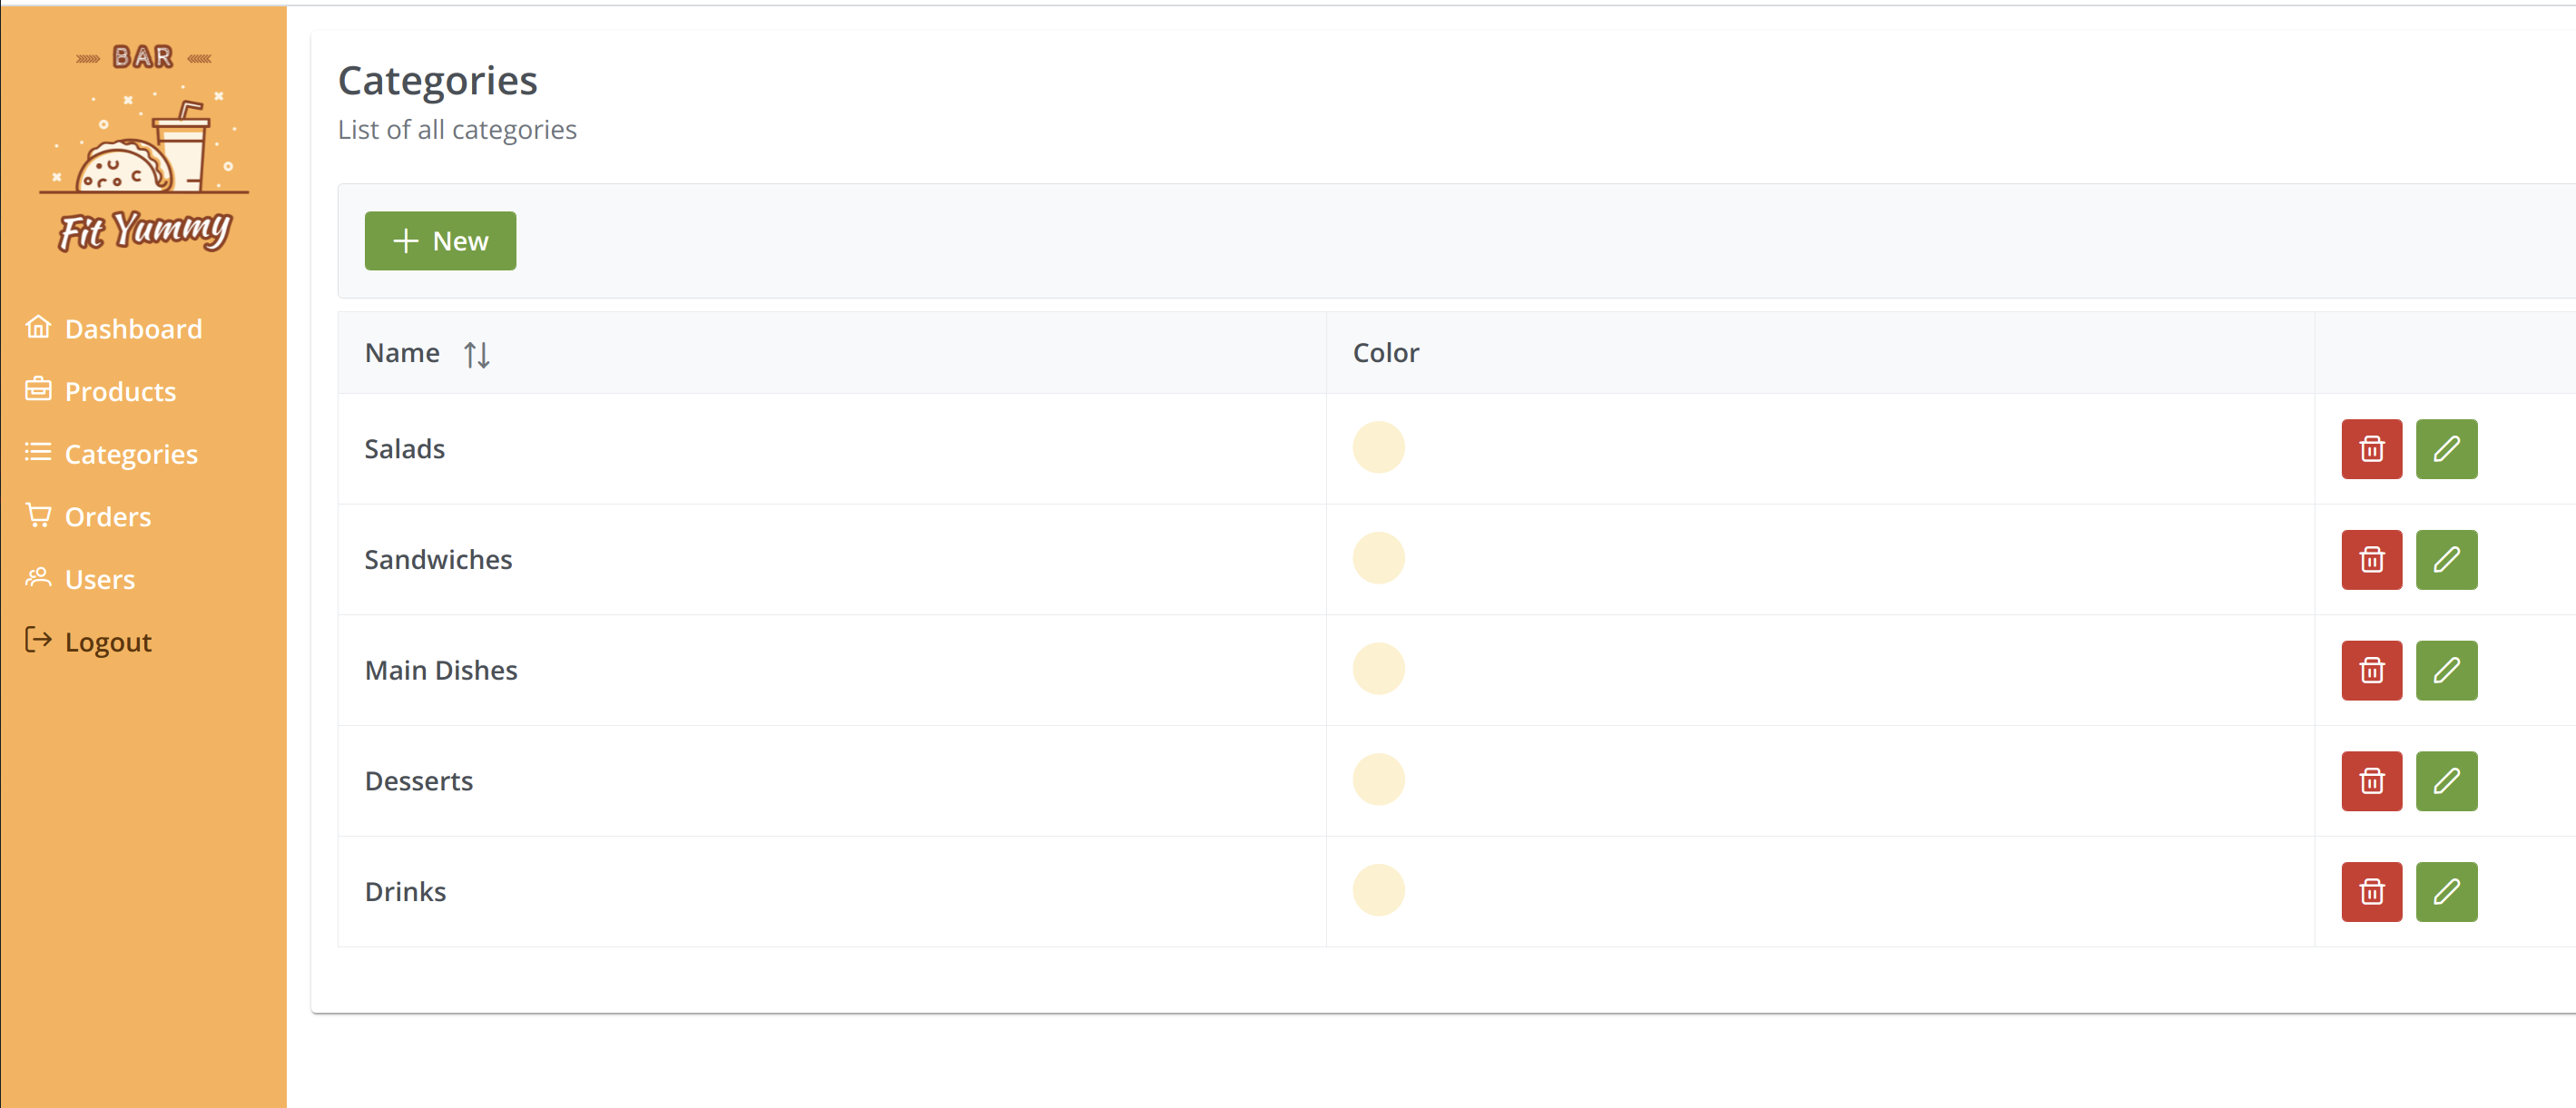 BAR
Fit Yummy
Dashboard
Products
Categories
Orders
Users
Logout
Categories
List of all categories
New
Name
Color
Salads
Sandwiches
Main Dishes
Desserts
Drinks